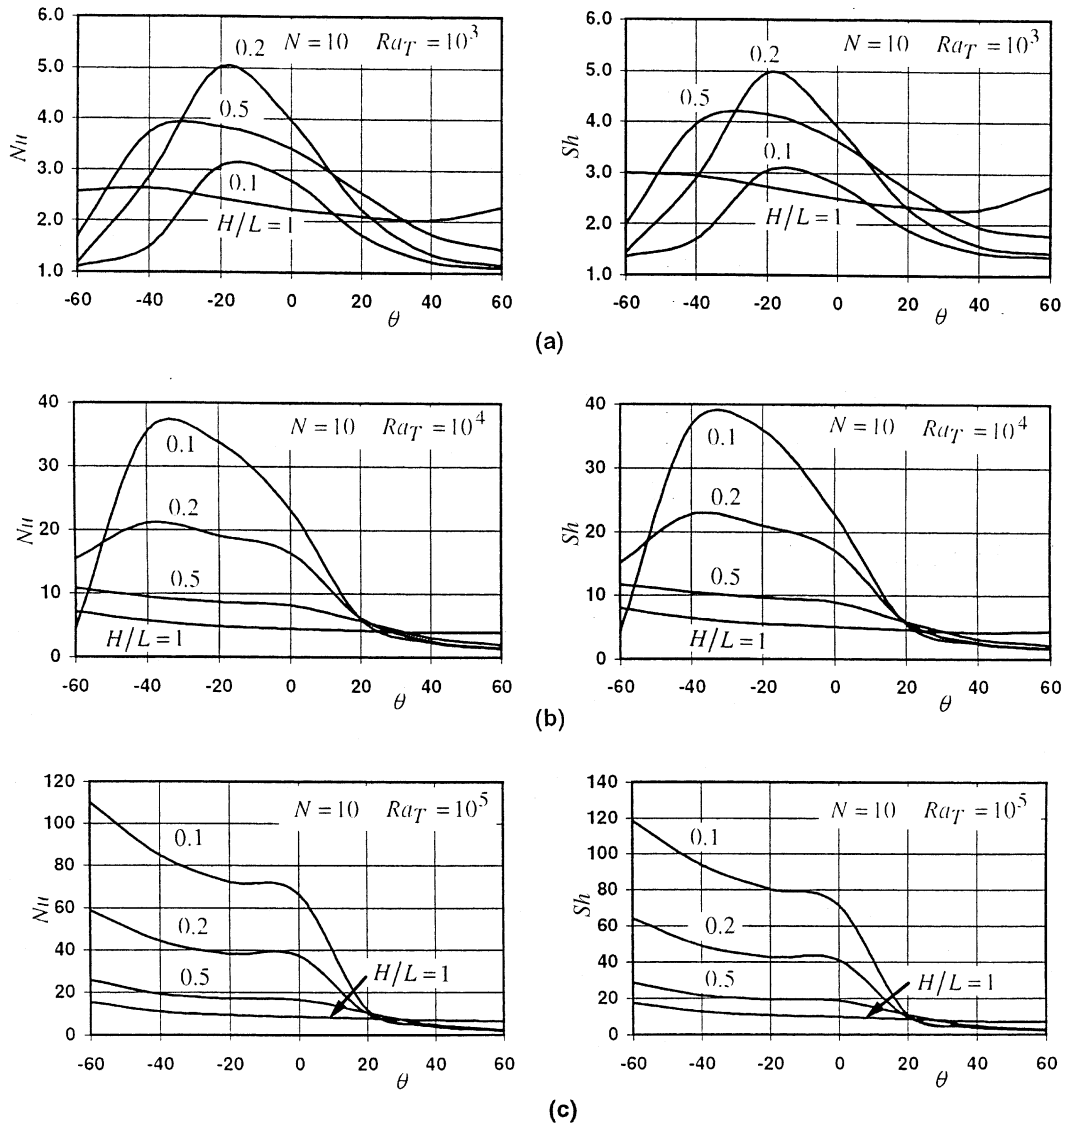 6.0
5.0
4.0
3.0
2.0
1.0
Nu
N = 10 Ra_T = 10^3
0.2
0.5
0.1
H/L = 1
-60 -40 -20 0 20 40 60
θ
6.0
5.0
4.0
3.0
2.0
1.0
Sh
N = 10 Ra_T = 10^3
0.2
0.5
0.1
H/L = 1
-60 -40 -20 0 20 40 60
θ
(a)
40
30
20
10
0
Nu
N = 10 Ra_T = 10^4
0.1
0.2
0.5
H/L = 1
-60 -40 -20 0 20 40 60
θ
40
30
20
10
0
Sh
N = 10 Ra_T = 10^4
0.1
0.2
0.5
H/L = 1
-60 -40 -20 0 20 40 60
θ
(b)
120
100
80
60
40
20
0
Nu
N = 10 Ra_T = 10^5
0.1
0.2
0.5
H/L = 1
-60 -40 -20 0 20 40 60
θ
140
120
100
80
60
40
20
0
Sh
N = 10 Ra_T = 10^5
0.1
0.2
0.5
H/L = 1
-60 -40 -20 0 20 40 60
θ
(c)